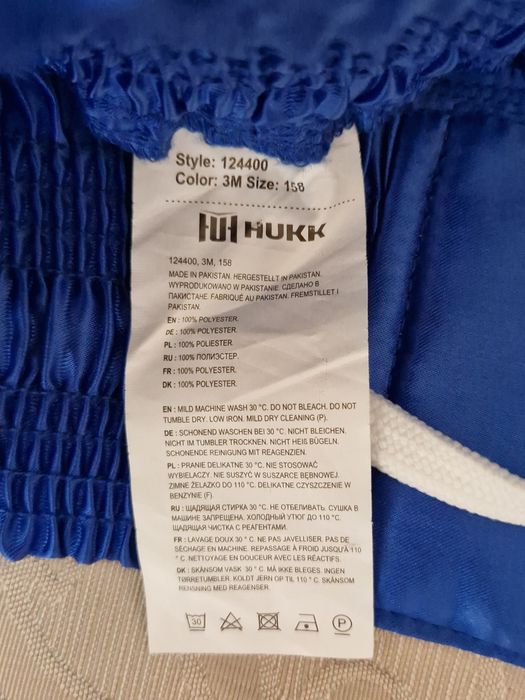 Style: 124400
Color: 3M Size: 158
HUKK
124400, 3M, 158
MADE IN PAKISTAN. HERGESTELLT IN PAKISTAN.
WYPRODUKOWANO W PAKISTANIE. СДЕЛАНО В
ПАКИСТАНЕ. FABRIQUÉ AU PAKISTAN. FREMSTILLET I
PAKISTAN.
EN : 100% POLYESTER.
DE : 100% POLYESTER.
PL : 100% POLIESTER.
RU : 100% ПОЛИЭСТЕР.
FR : 100% POLYESTER.
DK : 100% POLYESTER.
EN : MILD MACHINE WASH 30 °C. DO NOT BLEACH. DO NOT
TUMBLE DRY. LOW IRON. MILD DRY CLEANING (P).
DE : SCHONEND WASCHEN BEI 30 °C. NICHT BLEICHEN.
NICHT IM TUMBLER TROCKNEN. NICHT HEIß BÜGELN.
SCHONENDE REINIGUNG MIT REAGENZIEN.
PL : PRANIE DELIKATNE 30 °C. NIE STOSOWAĆ
WYBIELACZY. NIE SUSZYĆ W SUSZARCE BĘBNOWEJ.
ZIMNE ŻELAZKO DO 110 °C. DELIKATNE CZYSZCZENIE W
BENZYNIE (F).
RU : ЩАДЯЩАЯ СТИРКА 30 °C. НЕ ОТБЕЛИВАТЬ. СУШКА В
МАШИНЕ ЗАПРЕЩЕНА. ХОЛОДНЫЙ УТЮГ ДО 110 °C.
ЩАДЯЩАЯ ЧИСТКА С РЕАГЕНТАМИ.
FR : LAVAGE DOUX 30 °C. NE PAS JAVELLISER. PAS DE
SÉCHAGE EN MACHINE. REPASSAGE À FROID JUSQU'À 110
°C. NETTOYAGE EN DOUCEUR AVEC LES RÉACTIFS.
DK : SKÅNSOM VASK 30 °C. MÅ IKKE BLEGES. INGEN
TØRRETUMBLER. KOLDT JERN OP TIL 110 °C. SKÅNSOM
RENSNING MED REAGENSER.
30 P